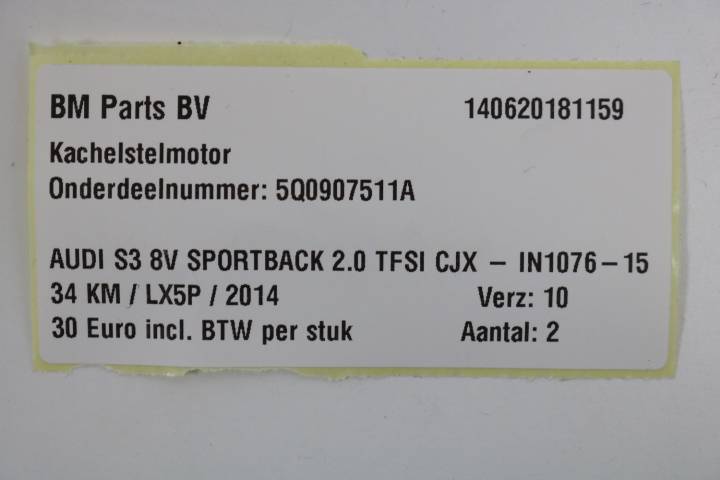 BM Parts BV 140620181159
Kachelstelmotor
Onderdeelnummer: 5Q0907511A
AUDI S3 8V SPORTBACK 2.0 TFSI CJX – IN1076–15
34 KM / LX5P / 2014 Verz: 10
30 Euro incl. BTW per stuk Aantal: 2